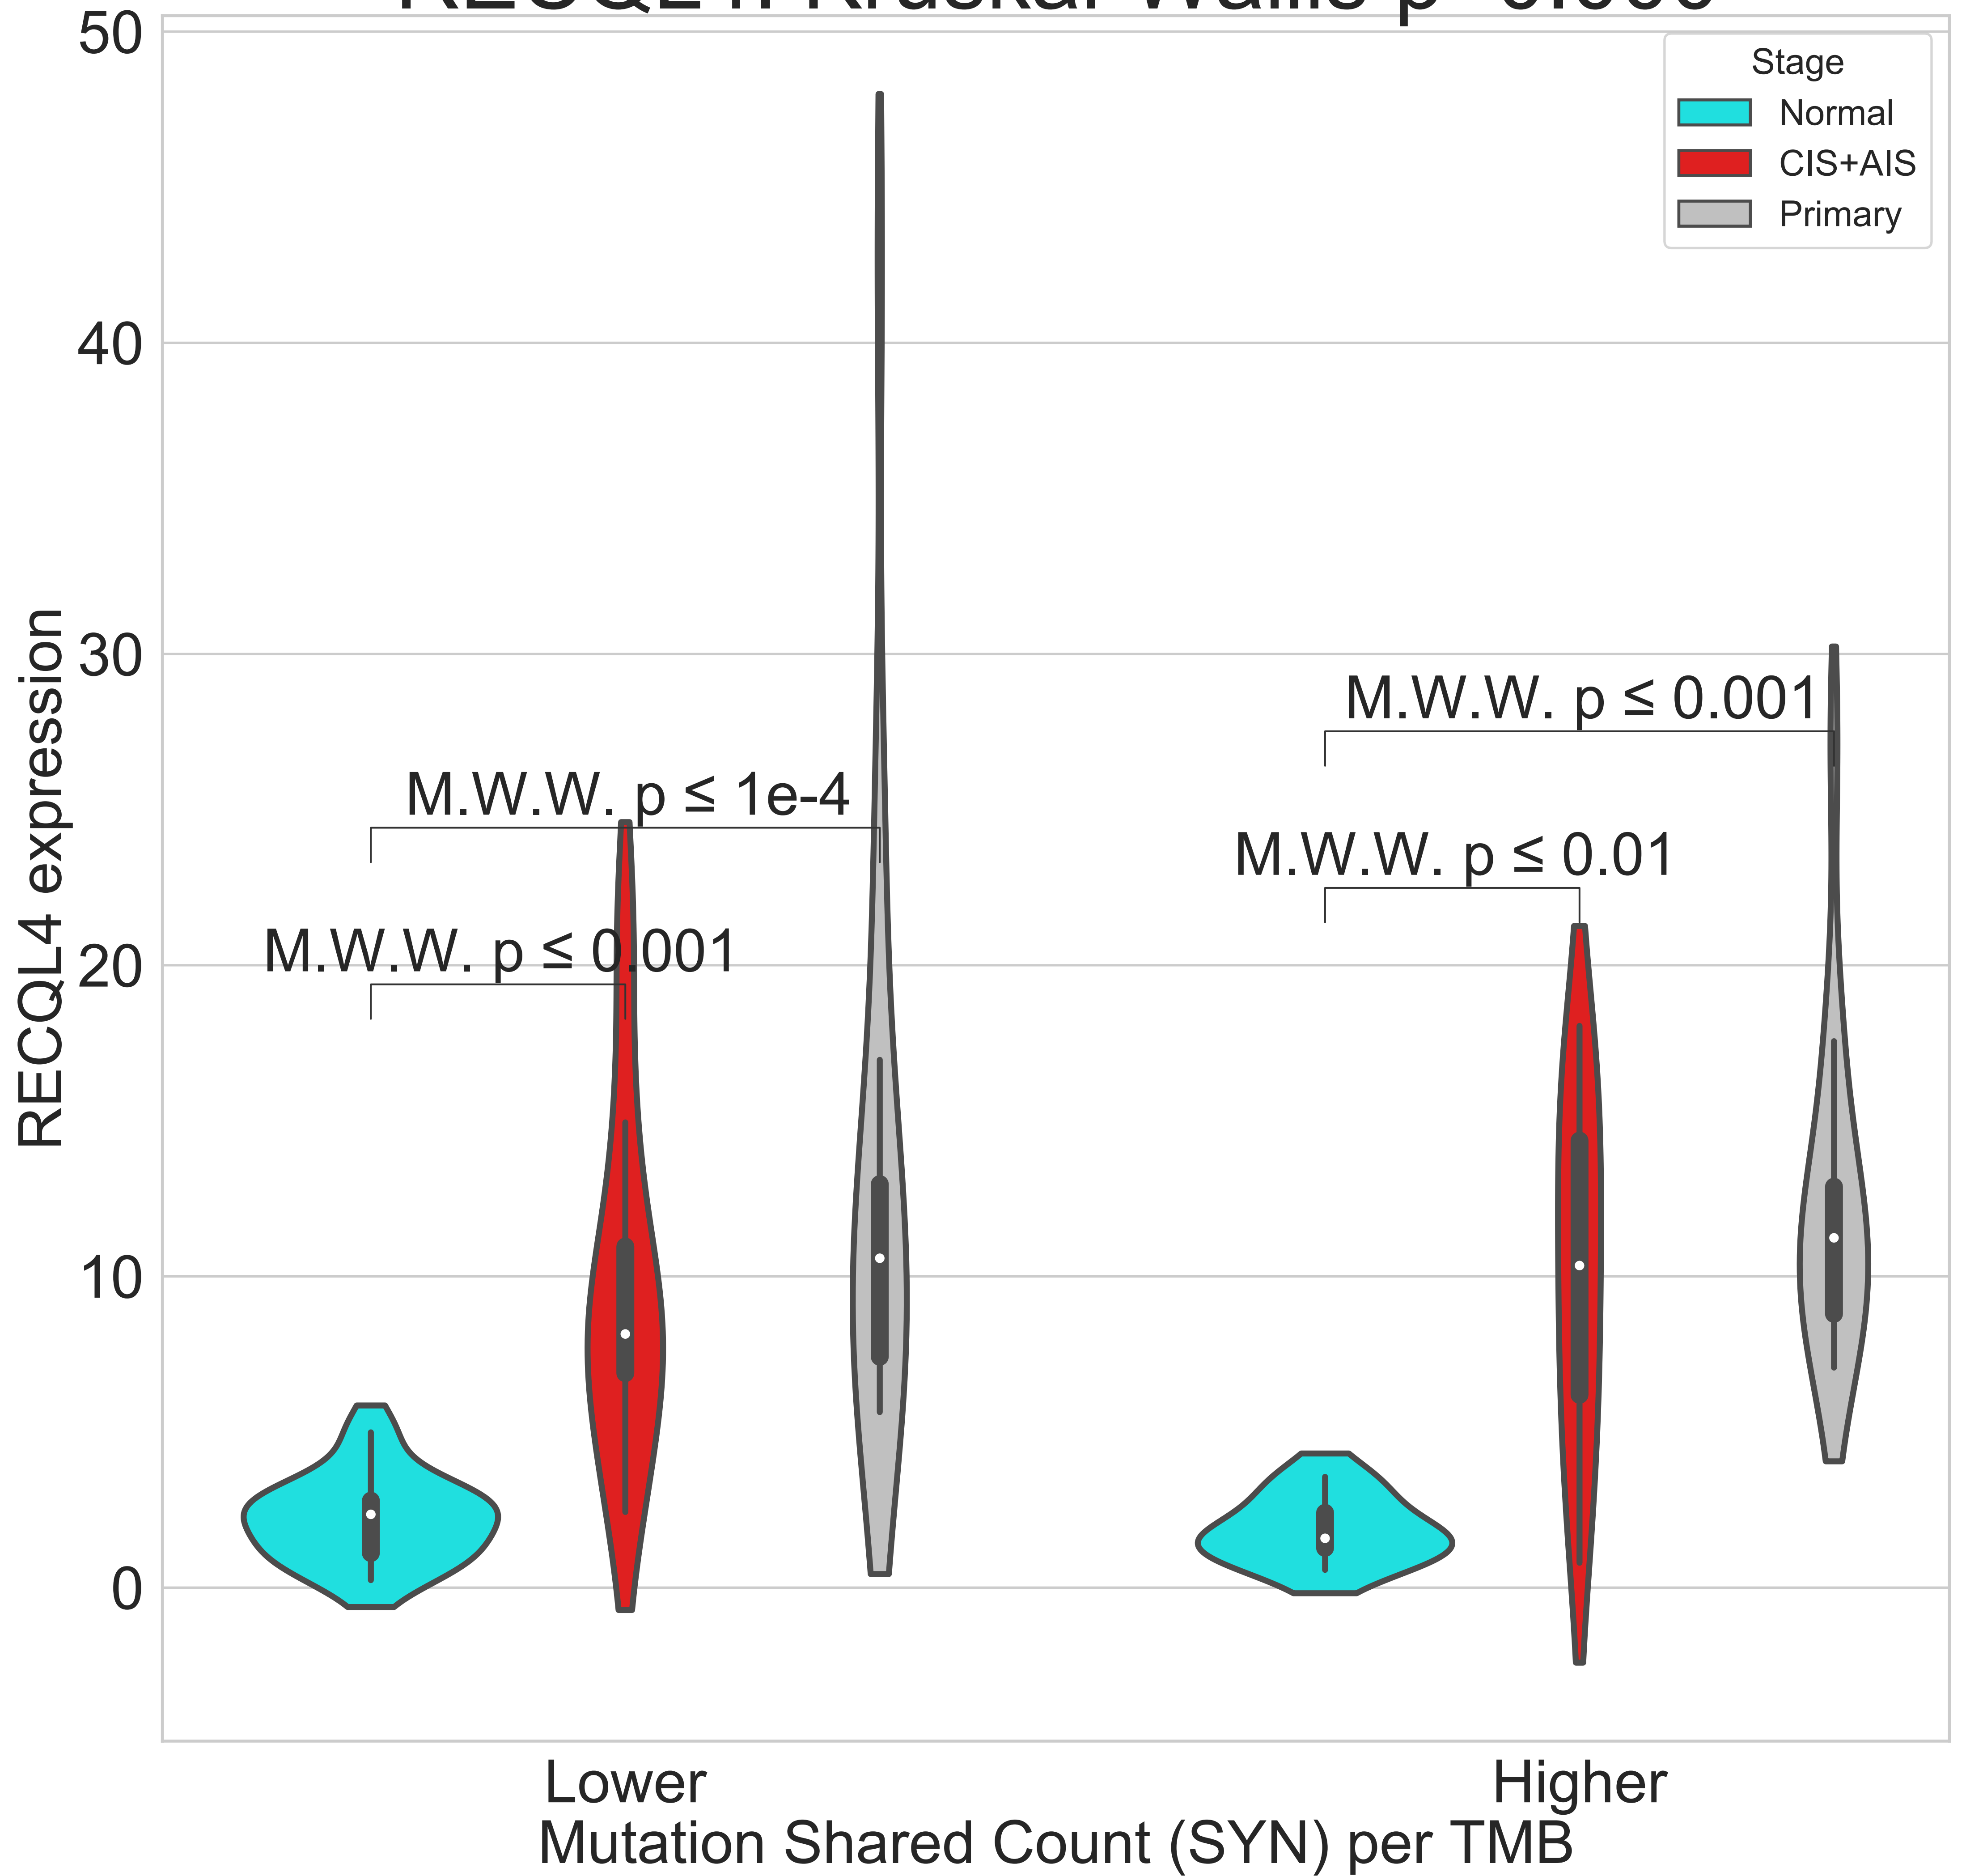 50
Stage
Normal
CIS+AIS
Primary
40
30
M.W.W. p ≤ 0.001
M.W.W. p ≤ 1e-4
M.W.W. p ≤ 0.01
20
M.W.W. p ≤ 0.001
10
0
RECQL4 expression
Lower
Higher
Mutation Shared Count (SYN) per TMB